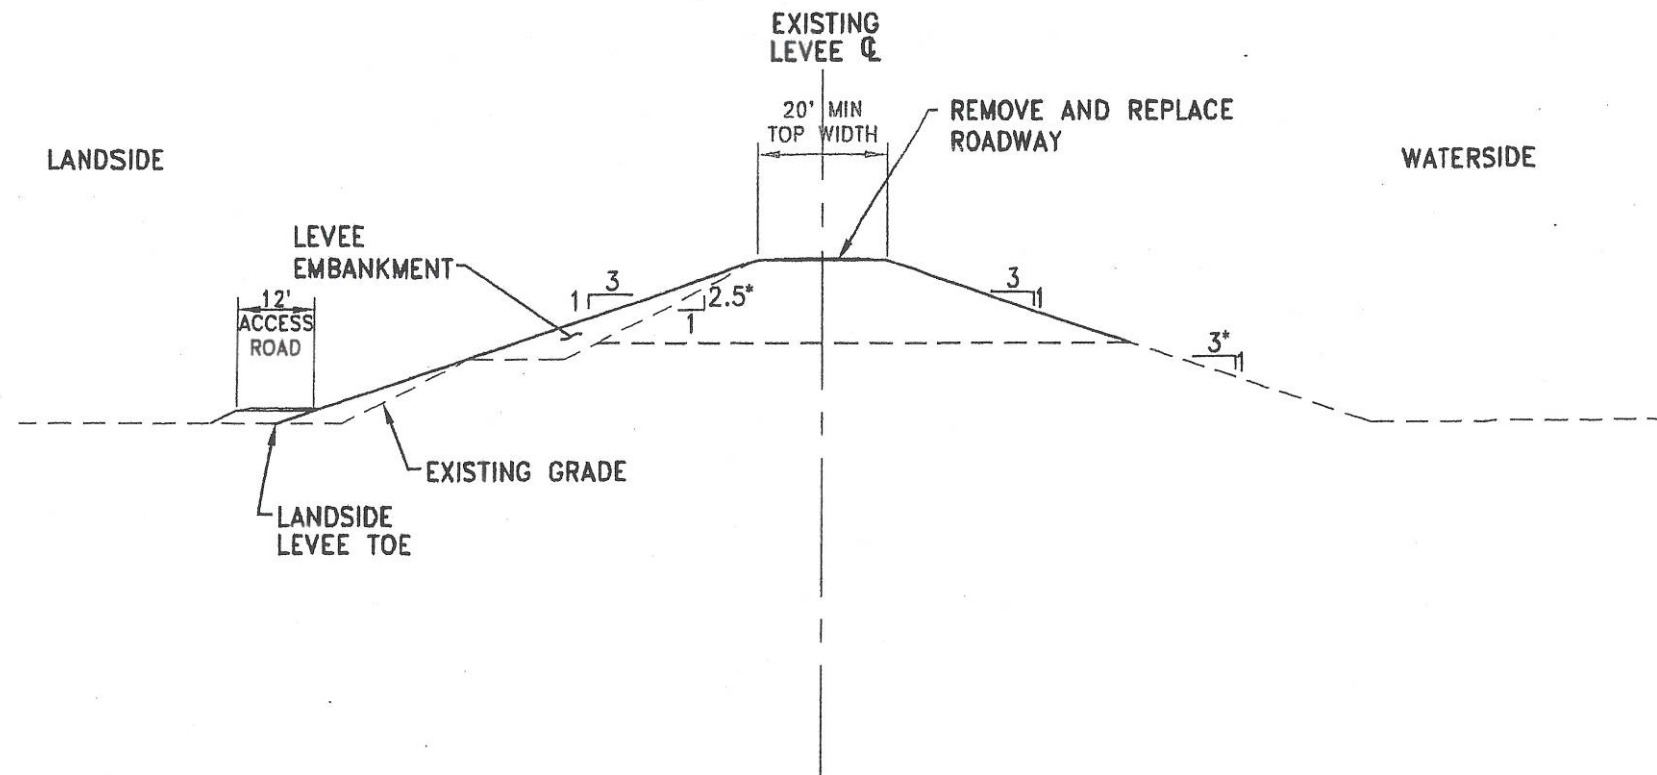 EXISTING
LEVEE ℄
20' MIN
TOP WIDTH
REMOVE AND REPLACE
ROADWAY
LANDSIDE
WATERSIDE
LEVEE
EMBANKMENT
3
1
2.5*
1
3
1
12'
ACCESS
ROAD
3*
1
EXISTING GRADE
LANDSIDE
LEVEE TOE